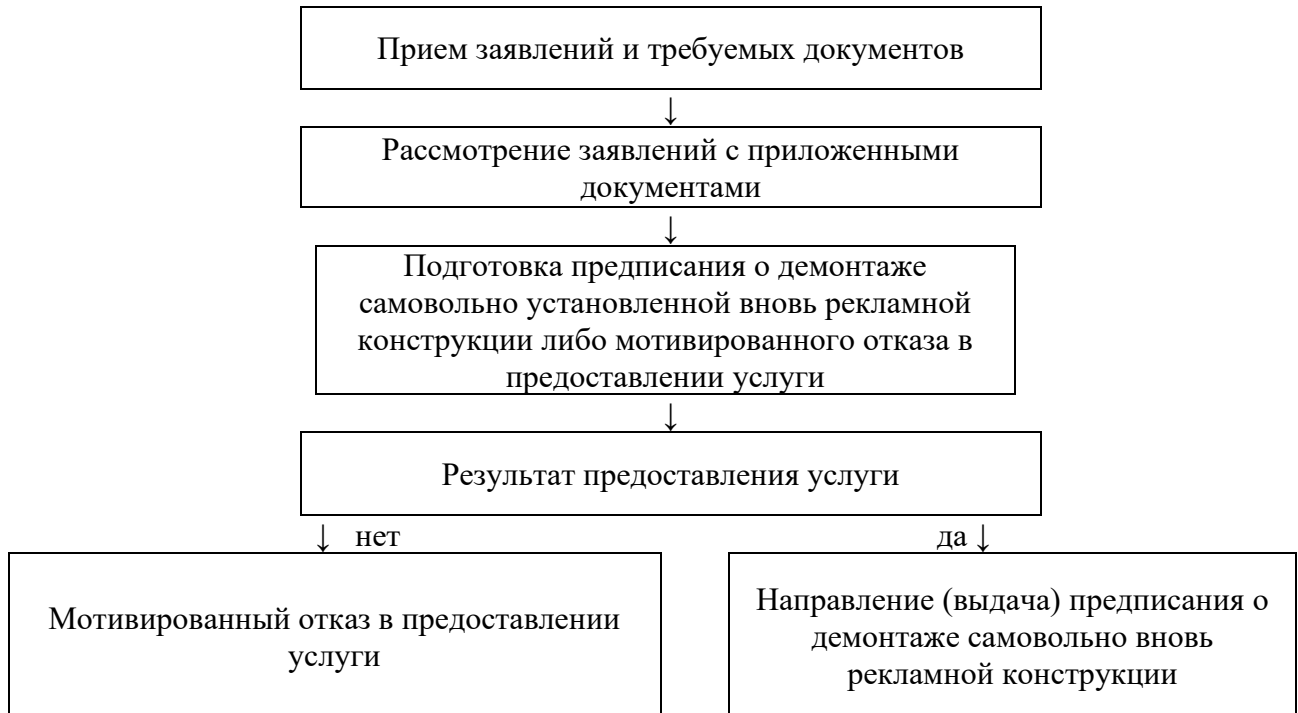 Прием заявлений и требуемых документов
↓
Рассмотрение заявлений с приложенными
документами
↓
Подготовка предписания о демонтаже
самовольно установленной вновь рекламной
конструкции либо мотивированного отказа в
предоставлении услуги
↓
Результат предоставления услуги
↓ нет
да ↓
Мотивированный отказ в предоставлении
услуги
Направление (выдача) предписания о
демонтаже самовольно вновь
рекламной конструкции